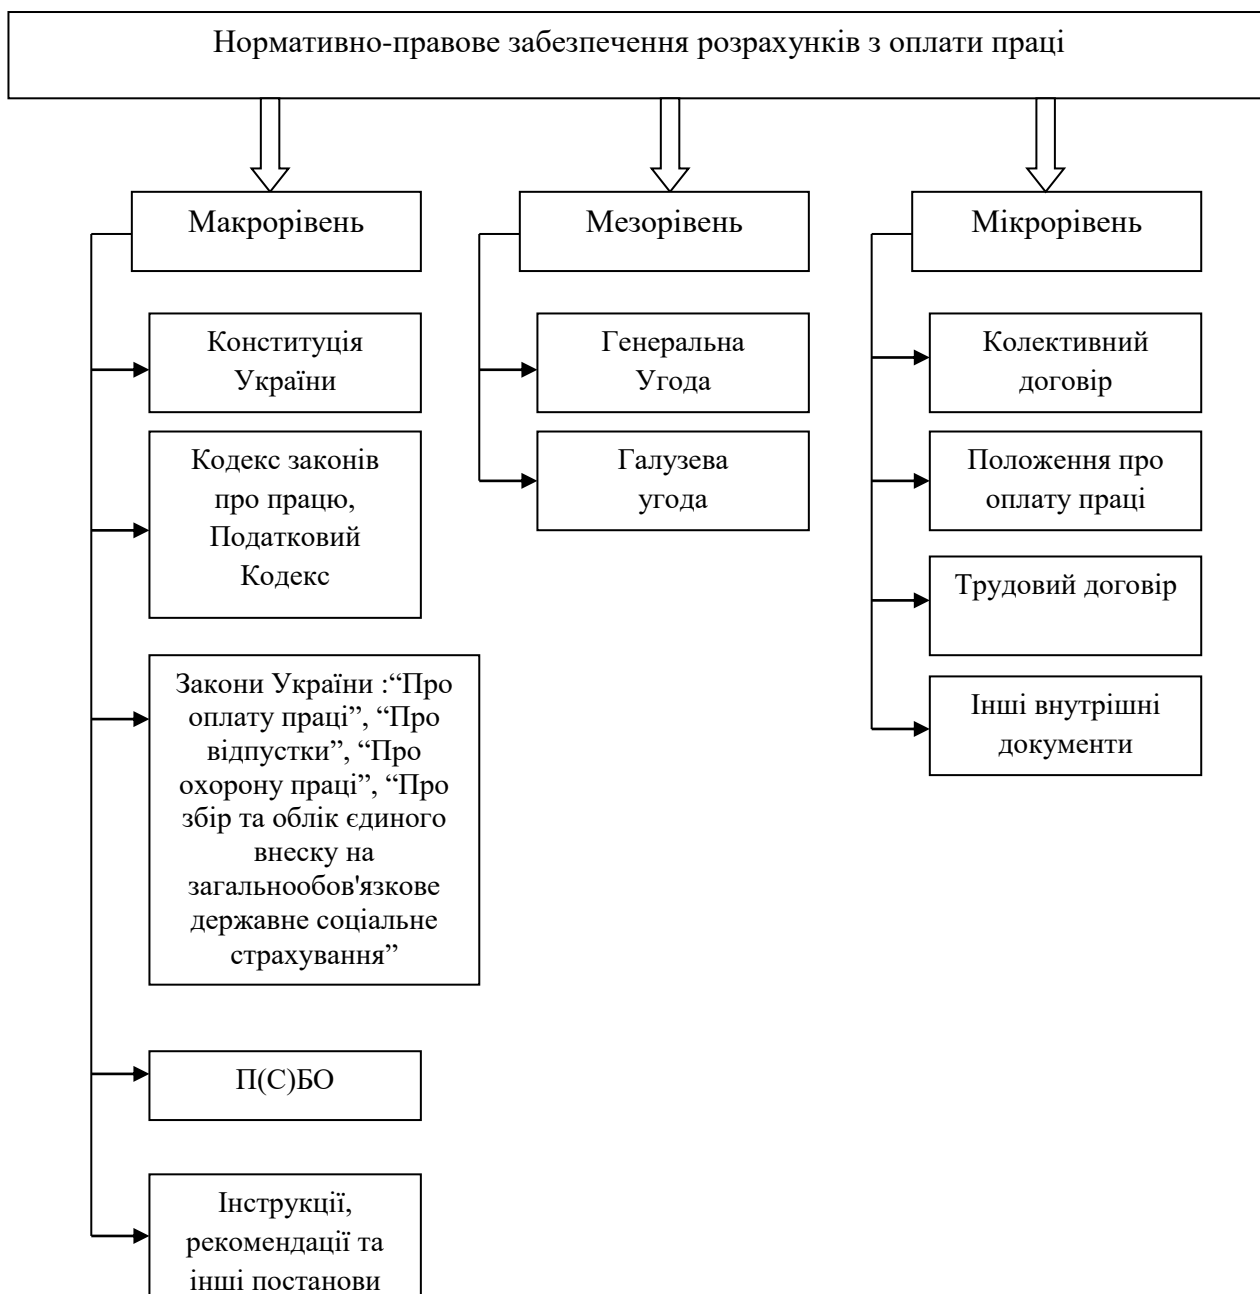 Нормативно-правове забезпечення розрахунків з оплати праці
Макрорівень
Конституція
України
Кодекс законів
про працю,
Податковий
Кодекс
Закони України :“Про
оплату праці”, “Про
відпустки”, “Про
охорону праці”, “Про
збір та облік єдиного
внеску на
загальнообов'язкове
державне соціальне
страхування”
П(С)БО
Інструкції,
рекомендації та
інші постанови
Мезорівень
Генеральна
Угода
Галузева
угода
Мікрорівень
Колективний
договір
Положення про
оплату праці
Трудовий договір
Інші внутрішні
документи